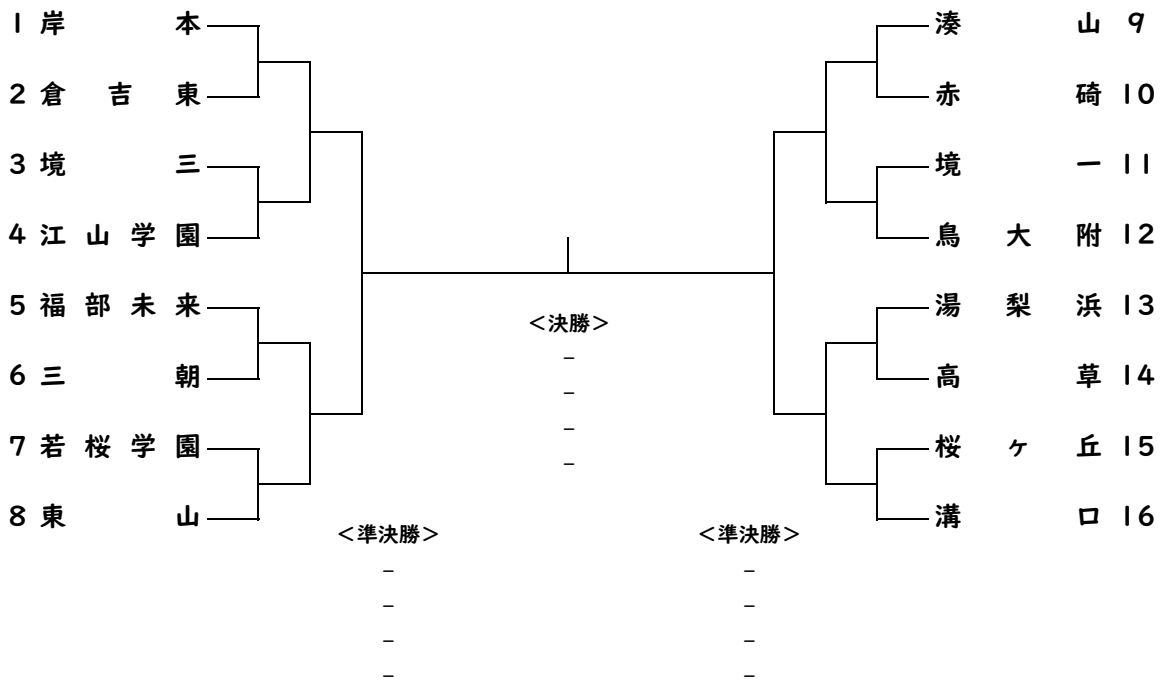 1 岸本
2 倉吉東
3 境三
4 江山学園
5 福部未来
6 三朝
7 若桜学園
8 東山
湊山 9
赤碕 10
境一 11
鳥大附 12
湯梨浜 13
高草 14
桜ヶ丘 15
溝口 16
<決勝>
–
–
–
–
<準決勝>
–
–
–
–
<準決勝>
–
–
–
–